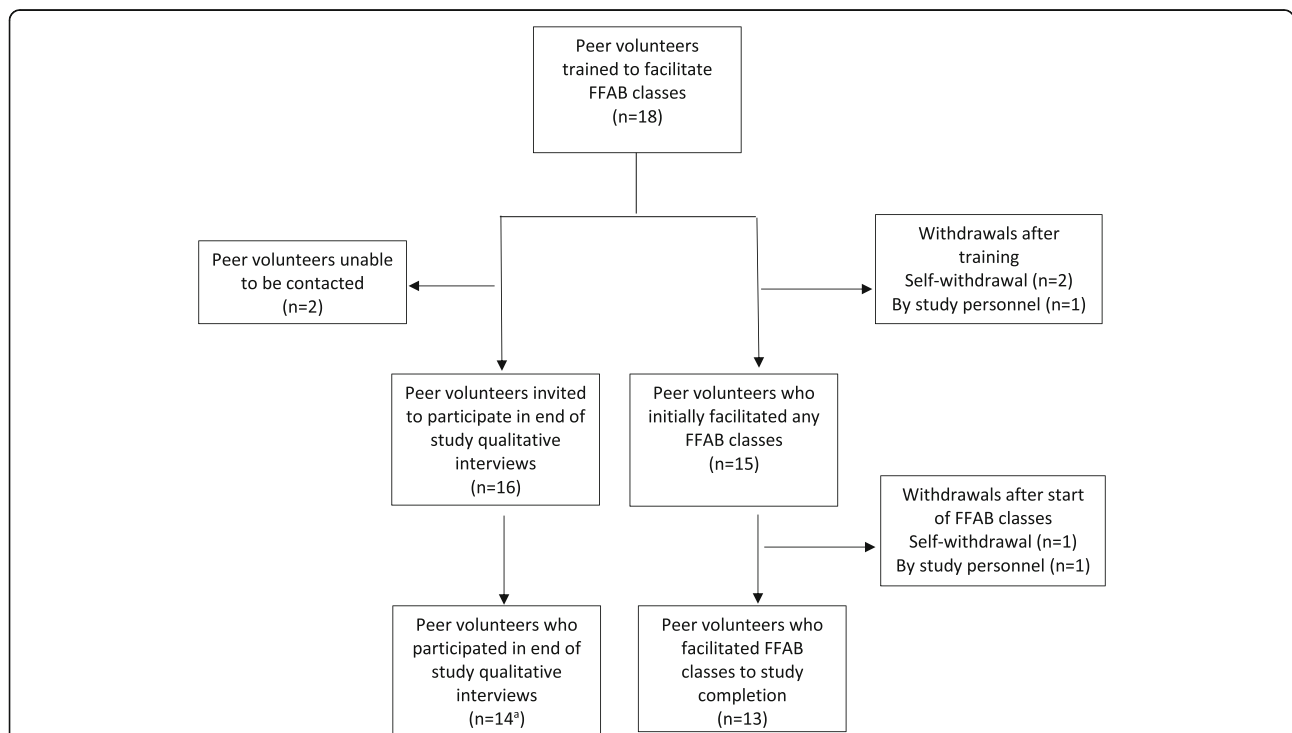 Peer volunteers
trained to facilitate
FFAB classes
(n=18)
Peer volunteers unable
to be contacted
(n=2)
Withdrawals after
training
Self-withdrawal (n=2)
By study personnel (n=1)
Peer volunteers invited
to participate in end of
study qualitative
interviews
(n=16)
Peer volunteers who
initially facilitated any
FFAB classes
(n=15)
Withdrawals after start
of FFAB classes
Self-withdrawal (n=1)
By study personnel (n=1)
Peer volunteers who
participated in end of
study qualitative
interviews
(n=14ᵃ)
Peer volunteers who
facilitated FFAB
classes to study
completion
(n=13)